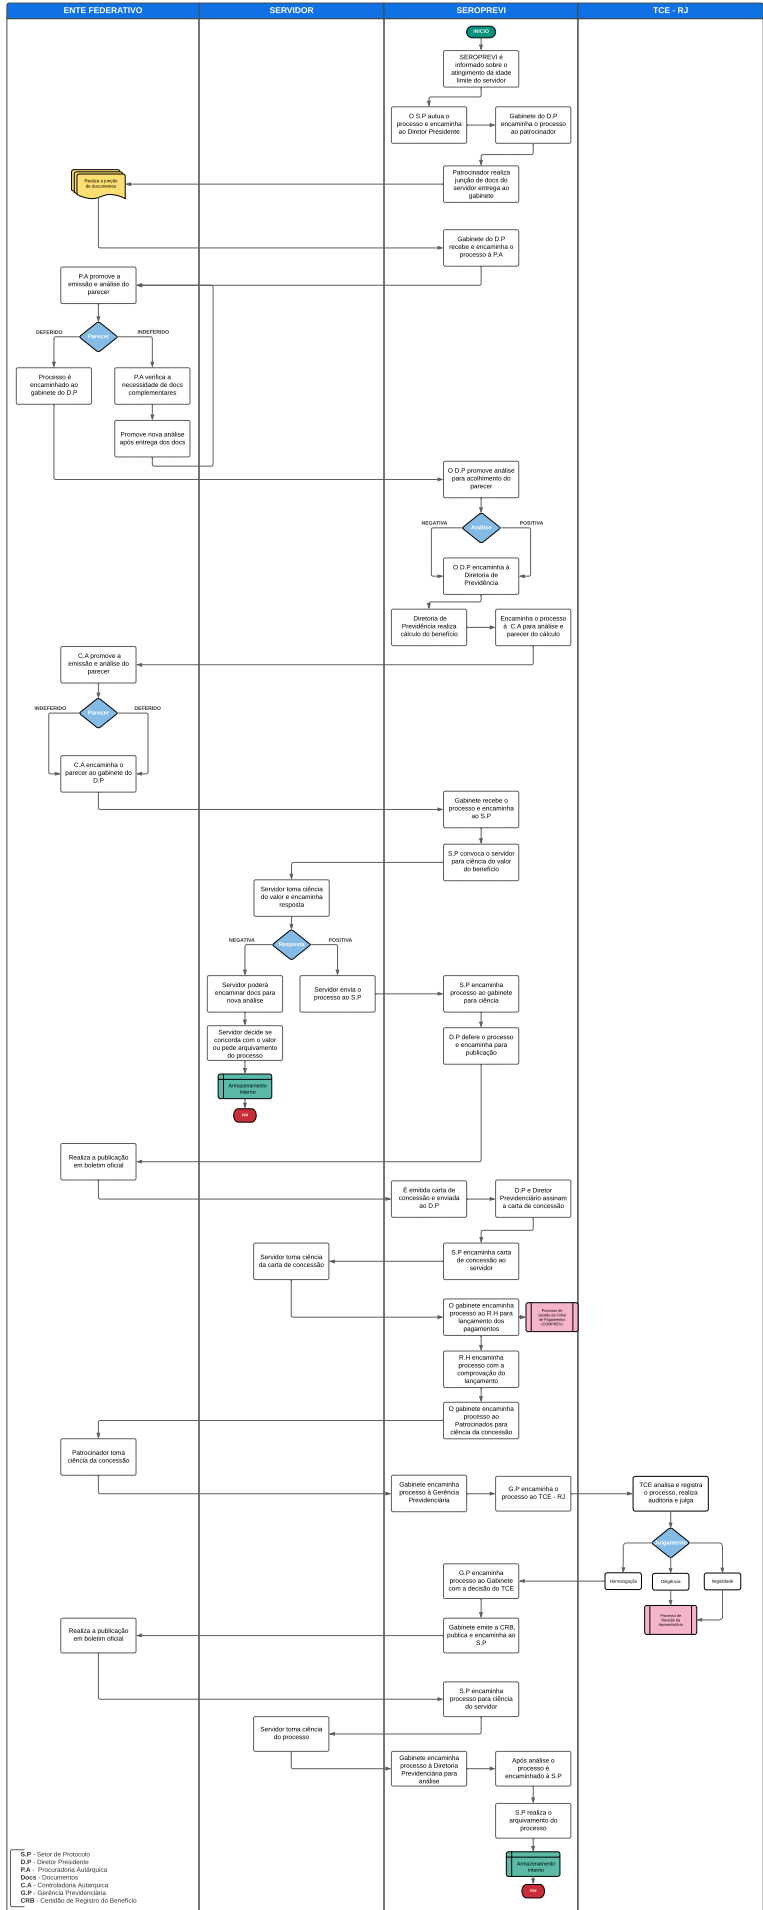 ENTE FEDERATIVO
SERVIDOR
SEROPREVI
TCE - RJ
INICIO
SEROPREVI é
informado sobre o
atingimento da idade
limite do servidor
O S.P autua o
processo e encaminha
ao Diretor Presidente
Gabinete do D.P
encaminha o processo
ao patrocinador
Patrocinador realiza
junção de docs do
servidor entrega ao
gabinete
Realiza a junção
de documentos
Gabinete do D.P
recebe e encaminha o
processo à P.A
P.A promove a
emissão e análise do
parecer
Parecer
DEFERIDO
INDEFERIDO
Processo é
encaminhado ao
gabinete do D.P
P.A verifica a
necessidade de docs
complementares
Promove nova análise
após entrega dos docs
O D.P promove análise
para acolhimento do
parecer
Análise
NEGATIVA
POSITIVA
O D.P encaminha à
Diretoria de
Previdência
Diretoria de
Previdência realiza
cálculo do benefício
Encaminha o processo
à C.A para análise e
parecer do cálculo
C.A promove a
emissão e análise do
parecer
Parecer
INDEFERIDO
DEFERIDO
C.A encaminha o
parecer ao gabinete do
D.P
Gabinete recebe o
processo e encaminha
ao S.P
S.P convoca o servidor
para ciência do valor
do benefício
Servidor toma ciência
do valor e encaminha
resposta
Resposta
NEGATIVA
POSITIVA
Servidor poderá
encaminar docs para
nova análise
Servidor envia o
processo ao S.P
S.P encaminha
processo ao gabinete
para ciência
Servidor decide se
concorda com o valor
ou pede arquivamento
do processo
D.P defere o processo
e encaminha para
publicação
Armazenamento
interno
FIM
Realiza a publicação
em boletim oficial
É emitida carta de
concessão e enviada
ao D.P
D.P e Diretor
Previdenciário assinam
a carta de concessão
S.P encaminha carta
de concessão ao
servidor
Servidor toma ciência
da carta de concessão
O gabinete encaminha
processo ao R.H para
lançamento dos
pagamentos
Processo de
Gestão de Folha
de Pagamentos
(COMPREV)
R.H encaminha
processo com a
comprovação do
lançamento
O gabinete encaminha
processo ao
Patrocinados para
ciência da concessão
Patrocinador toma
ciência da concessão
Gabinete encaminha
processo à Gerência
Previdenciária
G.P encaminha o
processo ao TCE - RJ
TCE analisa e registra
o processo, realiza
auditoria e julga
Julgamento
Homologação
Diligência
Ilegalidade
G.P encaminha
processo ao Gabinete
com a decisão do TCE
Processo de
Revisão de
Aposentadoria
Gabinete emite a CRB,
publica e encaminha ao
S.P
Realiza a publicação
em boletim oficial
S.P encaminha
processo para ciência
do servidor
Servidor toma ciência
do processo
Gabinete encaminha
processo à Diretoria
Previdenciária para
análise
Após análise o
processo é
encaminhado à S.P
S.P realiza o
arquivamento do
processo
Armazenamento
interno
FIM
S.P - Setor de Protocolo
D.P - Diretor Presidente
P.A - Procuradoria Autárquica
Docs - Documentos
C.A - Controladoria Autarquica
G.P - Gerência Previdenciária
CRB - Certidão de Registro do Benefício